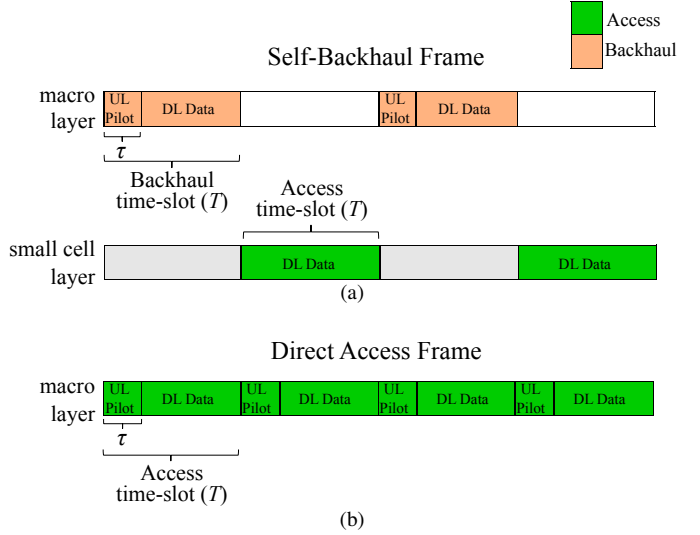 Access
Backhaul
Self-Backhaul Frame
macro
layer
UL
Pilot
DL Data
UL
Pilot
DL Data
τ
Backhaul
time-slot (T)
Access
time-slot (T)
small cell
layer
DL Data
DL Data
(a)
Direct Access Frame
macro
layer
UL
Pilot
DL Data
UL
Pilot
DL Data
UL
Pilot
DL Data
UL
Pilot
DL Data
τ
Access
time-slot (T)
(b)